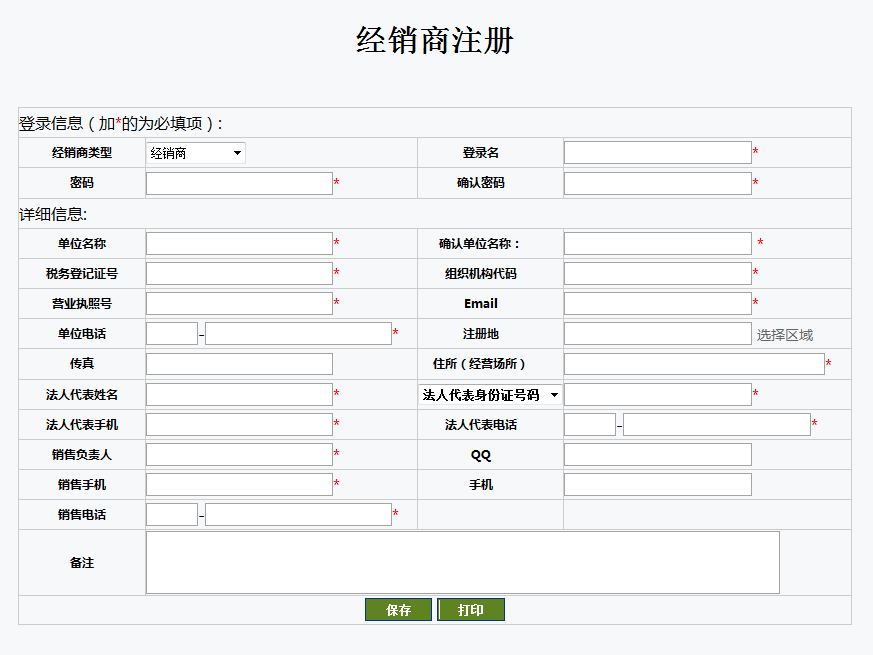 经销商注册
登录信息（加*的为必填项）:
经销商类型 经销商 登录名 *
密码 * 确认密码 *
详细信息:
单位名称 * 确认单位名称： *
税务登记证号 * 组织机构代码 *
营业执照号 * Email *
单位电话 - * 注册地 选择区域
传真 住所（经营场所） *
法人代表姓名 * 法人代表身份证号码 *
法人代表手机 * 法人代表电话 - *
销售负责人 * QQ
销售手机 * 手机
销售电话 - *
备注
保存 打印